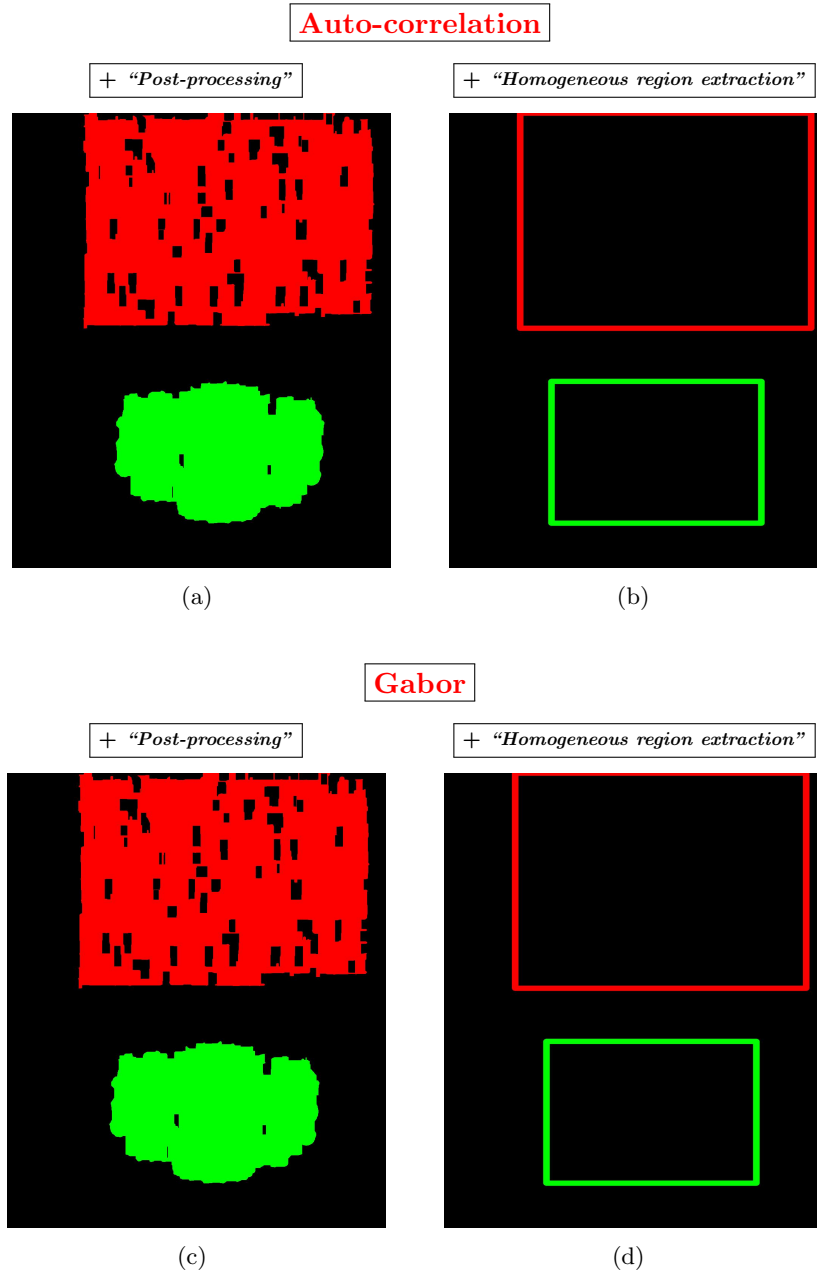 Auto-correlation
+ “Post-processing”
+ “Homogeneous region extraction”
(a)
(b)
Gabor
+ “Post-processing”
+ “Homogeneous region extraction”
(c)
(d)